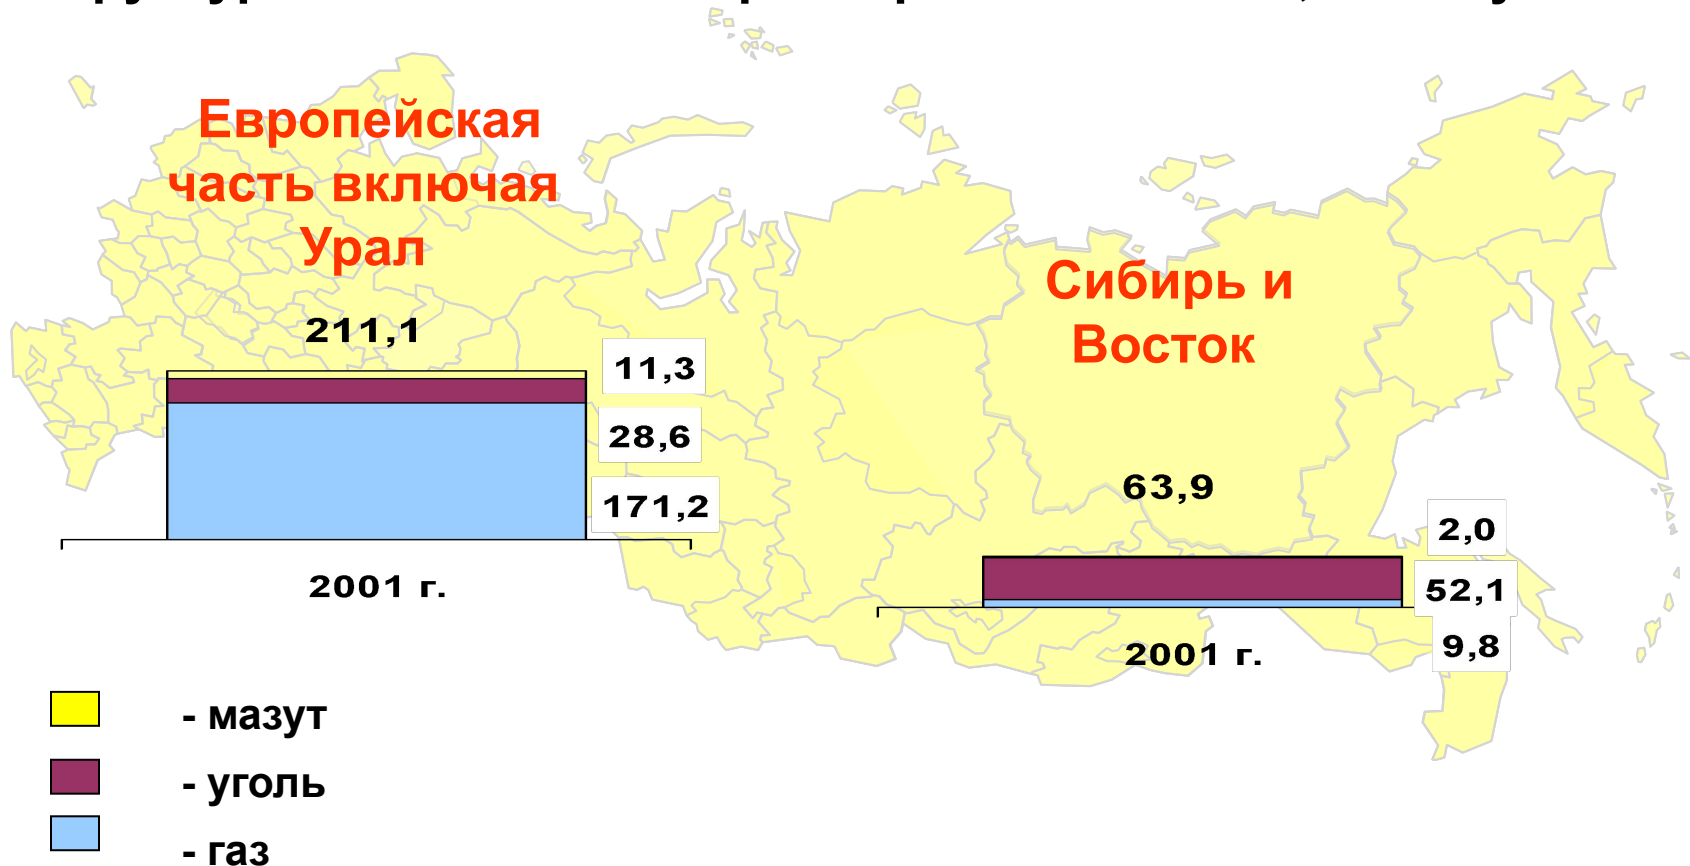 Европейская
часть включая
Урал
Сибирь и
Восток
211,1
11,3
28,6
171,2
2001 г.
63,9
2,0
52,1
9,8
2001 г.
- мазут
- уголь
- газ